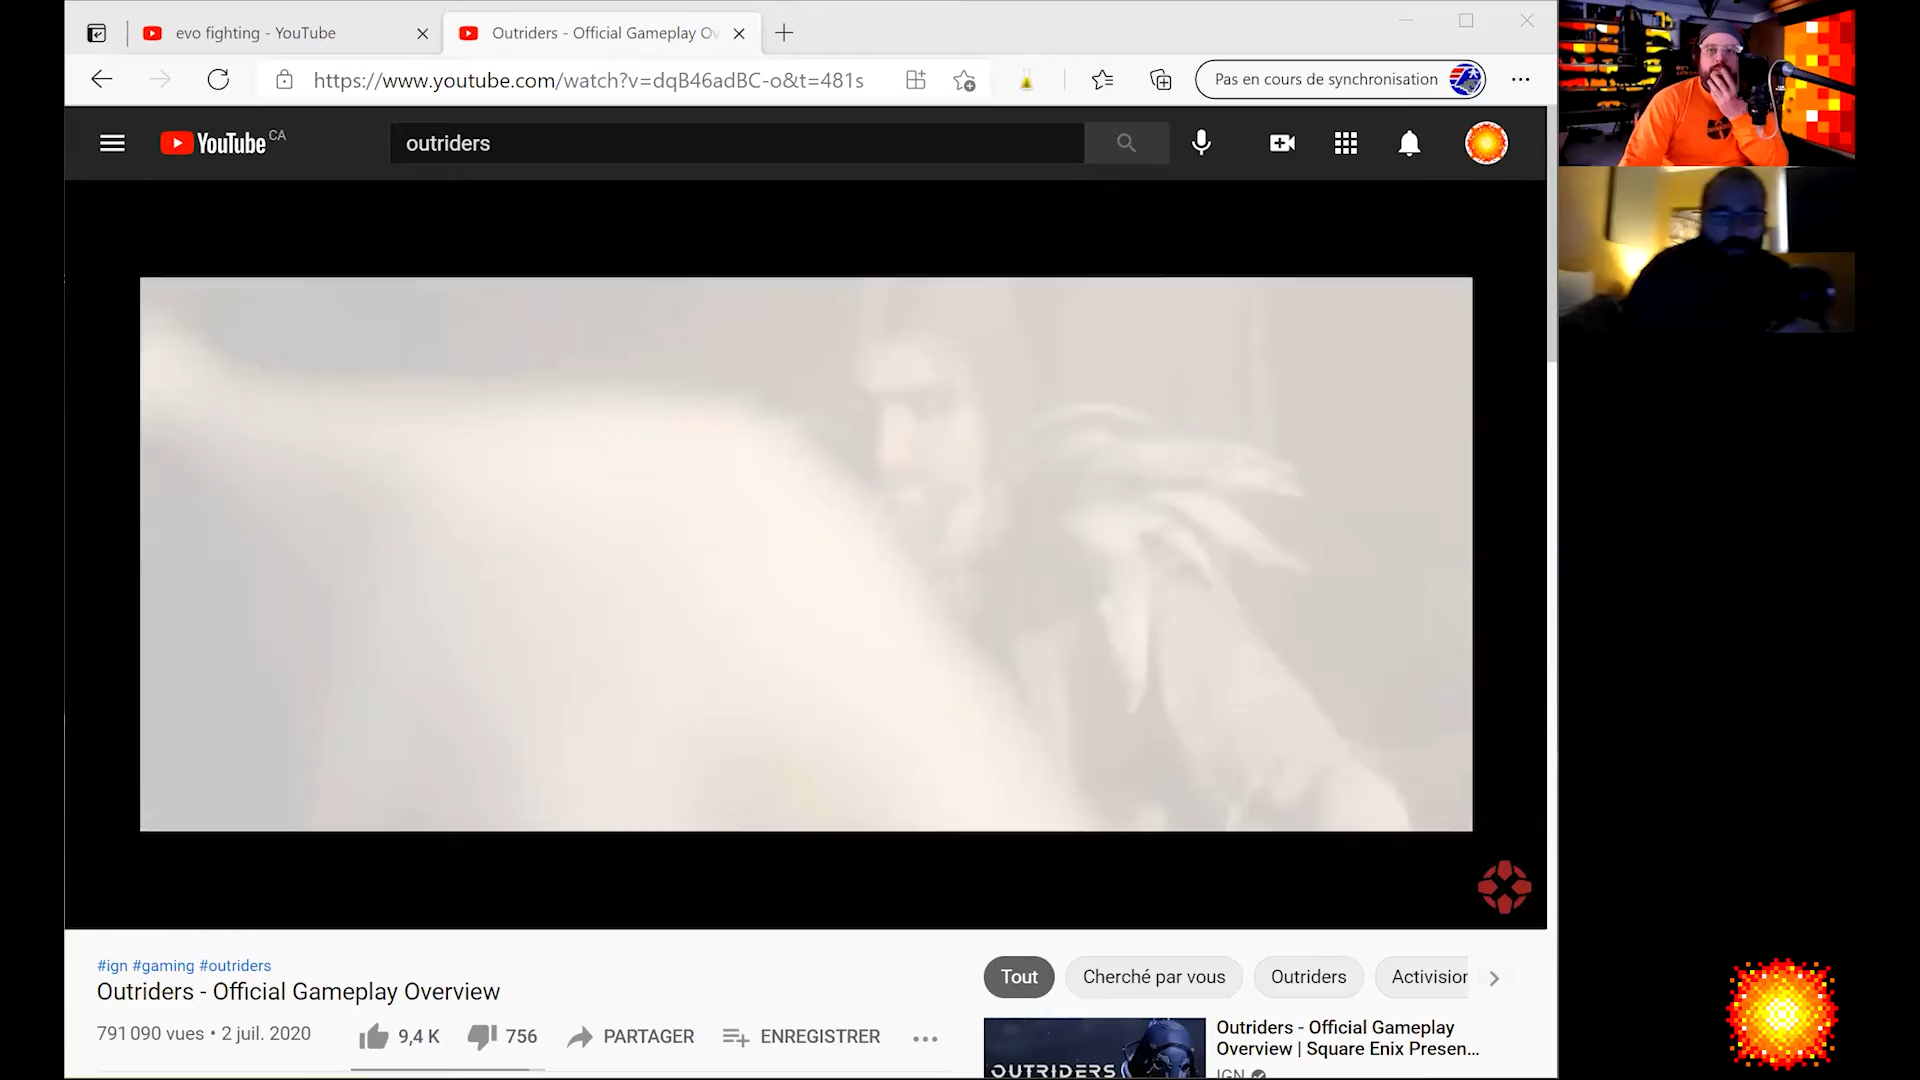 evo fighting - YouTube
Outriders - Official Gameplay Ov
https://www.youtube.com/watch?v=dqB46adBC-o&t=481s
Pas en cours de synchronisation
YouTube CA
outriders
#ign #gaming #outriders
Outriders - Official Gameplay Overview
791 090 vues • 2 juil. 2020
9,4 K
756
PARTAGER
ENREGISTRER
Tout
Cherché par vous
Outriders
Activision
OUTRIDERS
Outriders - Official Gameplay
Overview | Square Enix Presen...
IGN